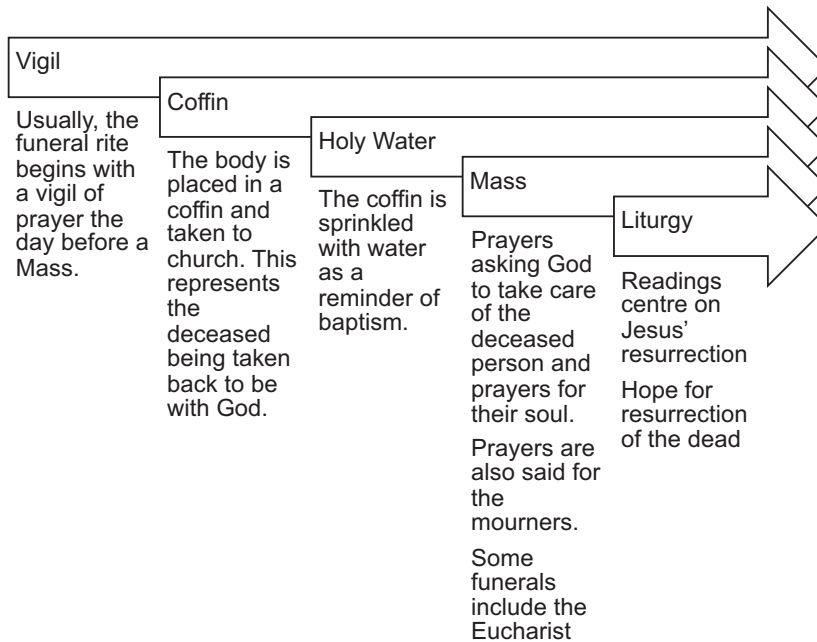 Vigil
Usually, the
funeral rite
begins with
a vigil of
prayer the
day before a
Mass.
Coffin
The body is
placed in a
coffin and
taken to
church. This
represents
the
deceased
being taken
back to be
with God.
Holy Water
The coffin is
sprinkled
with water
as a
reminder of
baptism.
Mass
Prayers
asking God
to take care
of the
deceased
person and
prayers for
their soul.
Prayers are
also said for
the
mourners.
Some
funerals
include the
Eucharist
Liturgy
Readings
centre on
Jesus’
resurrection
Hope for
resurrection
of the dead